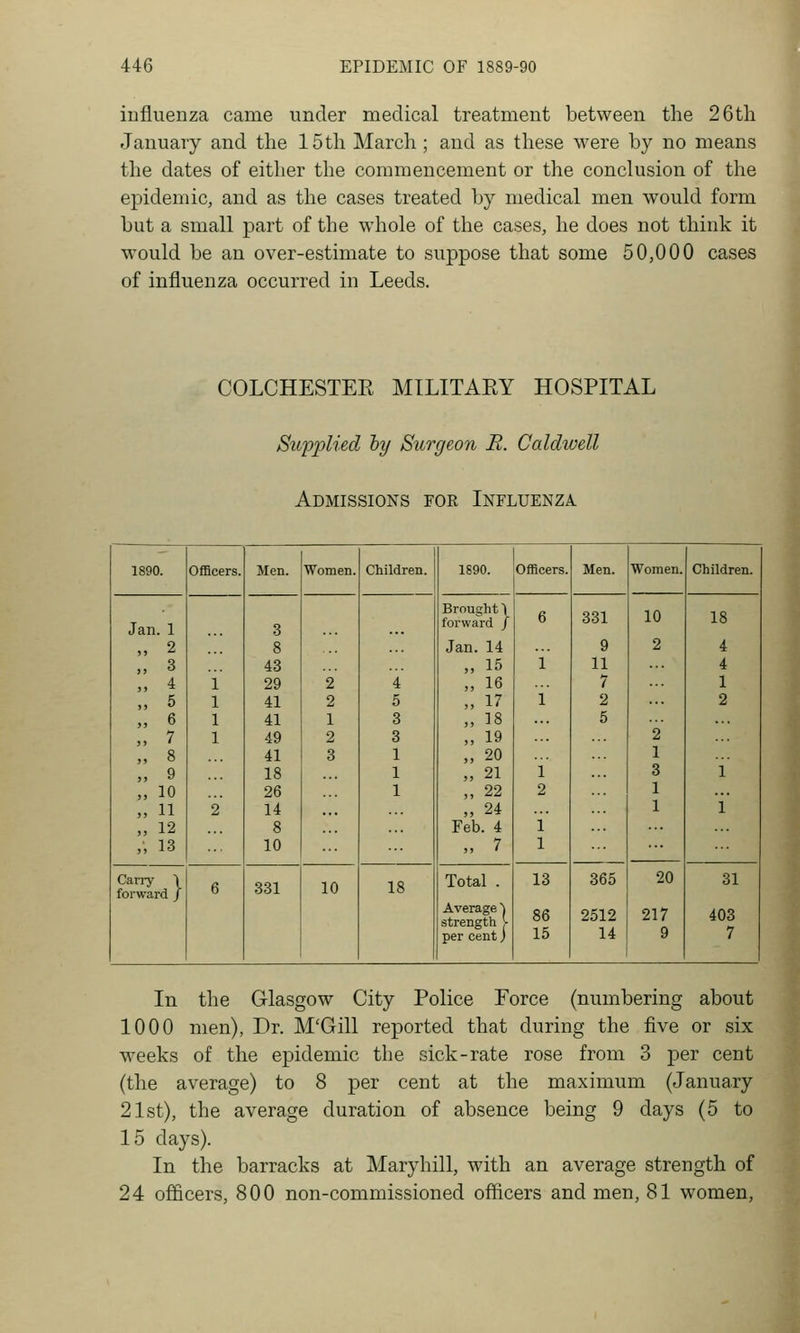 446 EPIDEMIC OF 1889-90
influenza came under medical treatment between the 26th
January and the 15th March; and as these were by no means
the dates of either the commencement or the conclusion of the
epidemic, and as the cases treated by medical men would form
but a small part of the whole of the cases, he does not think it
would be an over-estimate to suppose that some 50,000 cases
of influenza occurred in Leeds.
COLCHESTER MILITARY HOSPITAL
Supplied by Surgeon R. Caldwell
Admissions for Influenza
1890. Officers. Men. Women. Children. 1890. Officers. Men. Women. Children.
Jan. 1 ... 3 ... ... Brought forward } 6 331 10 18
„ 2 ... 8 ... ... Jan. 14 ... 9 2 4
„ 3 ... 43 ... ... „ 15 1 11 ... 4
„ 4 1 29 2 4 „ 16 ... 7 ... 1
„ 5 1 41 2 5 „ 17 1 2 ... 2
„ 6 1 41 1 3 „ 18 ... 5 ... ...
„ 7 1 49 2 3 „ 19 ... ... 2 ...
„ 8 ... 41 3 1 „ 20 ... ... 1 ...
„ 9 ... 18 ... 1 „ 21 1 ... 3 1
„ 10 ... 26 ... 1 „ 22 2 ... 1 ...
„ 11 2 14 ... ... „ 24 ... ... 1 1
„ 12 ... 8 ... ... Feb. 4 1 ... ... ...
„ 13 ... 10 ... ... „ 7 1 ... ... ...
Carry forward } 6 331 10 18 Total . 13 365 20 31
Average strength } 86 2512 217 403
per cent } 15 14 9 7
In the Glasgow City Police Force (numbering about
1000 men), Dr. M‘Gill reported that during the five or six
weeks of the epidemic the sick-rate rose from 3 per cent
(the average) to 8 per cent at the maximum (January
21st), the average duration of absence being 9 days (5 to
15 days).
In the barracks at Maryhill, with an average strength of
24 officers, 800 non-commissioned officers and men, 81 women,